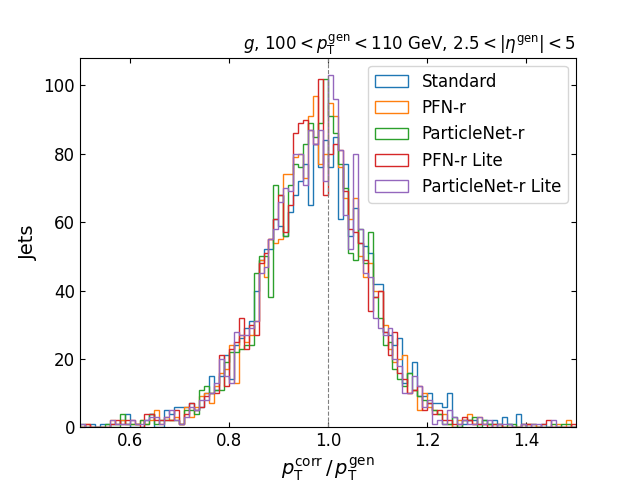 g, 100 < p_T^gen < 110 GeV, 2.5 < |η^gen| < 5
Standard
PFN-r
ParticleNet-r
PFN-r Lite
ParticleNet-r Lite
Jets
100
80
60
40
20
0
0.6 0.8 1.0 1.2 1.4
p_T^corr / p_T^gen